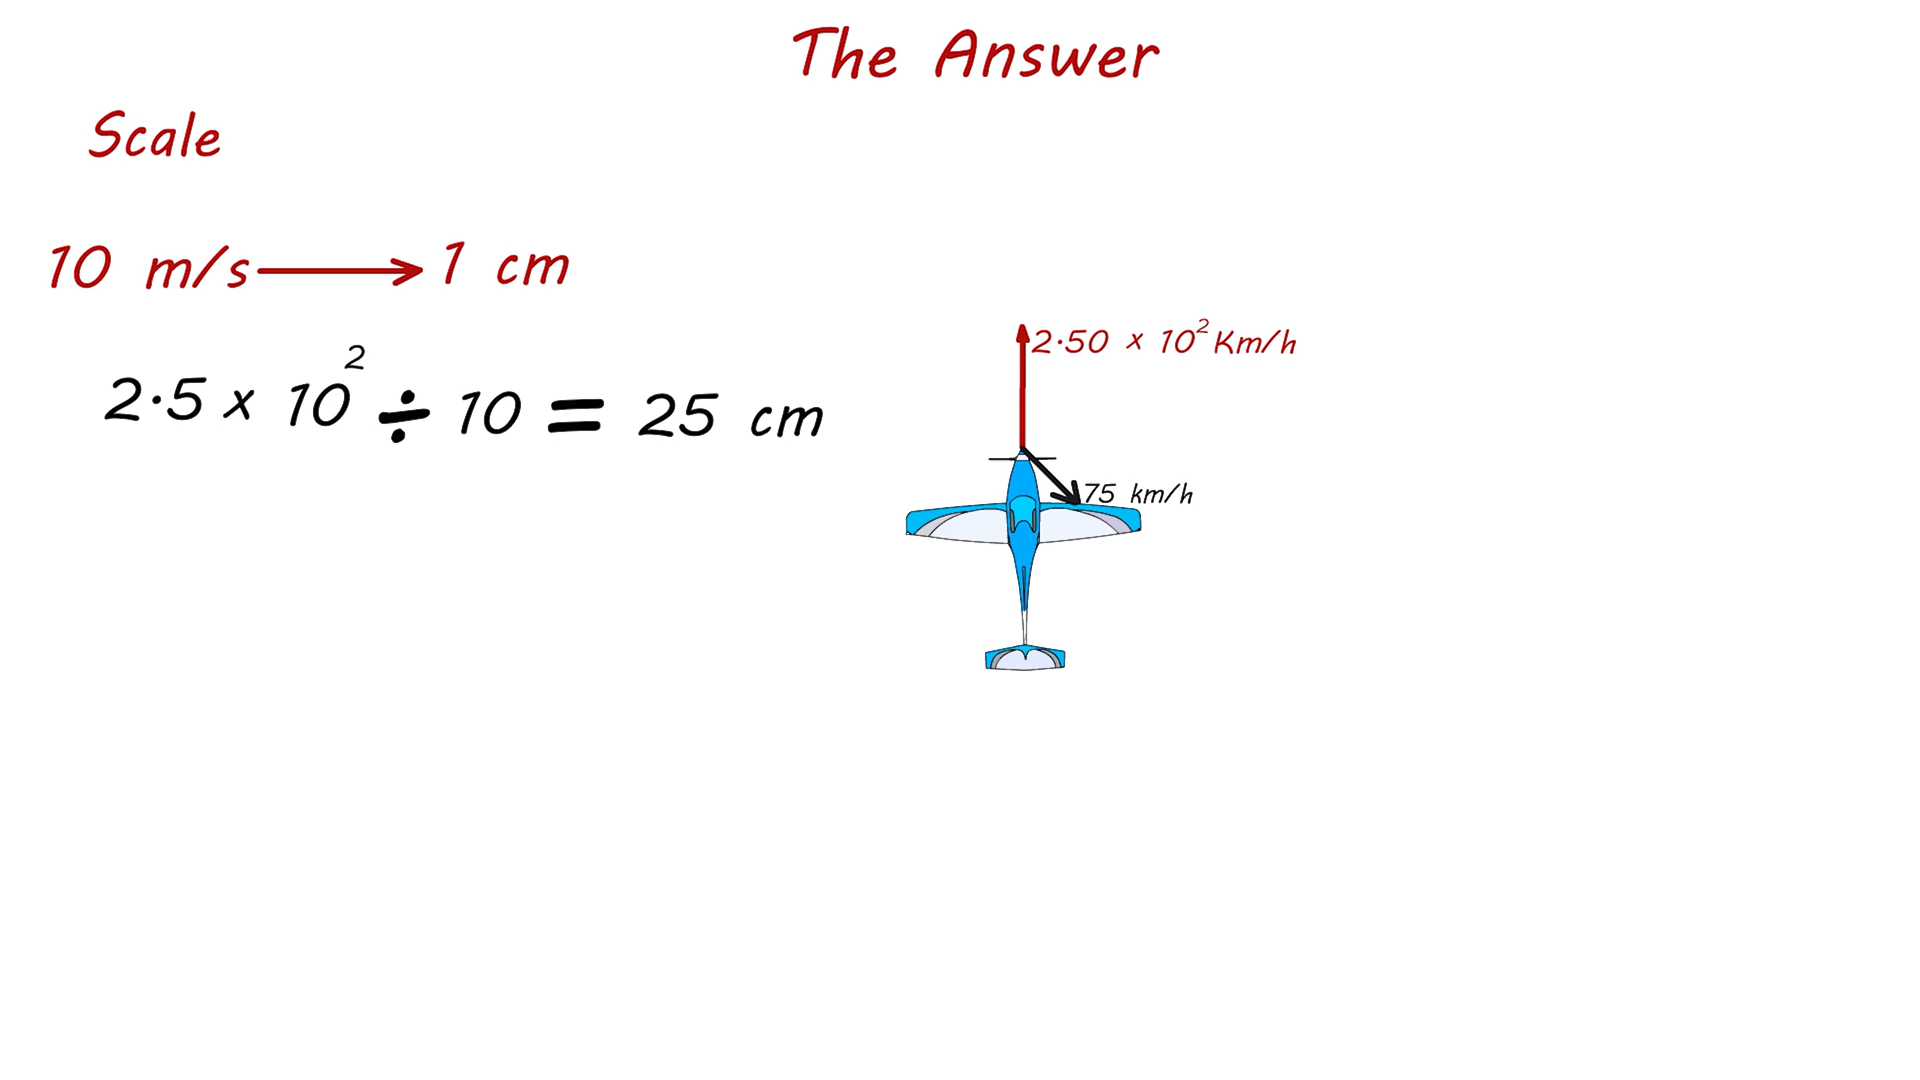 The Answer
Scale
10 m/s → 1 cm
2·5 x 10² ÷ 10 = 25 cm
2·50 x 10² Km/h
75 km/h